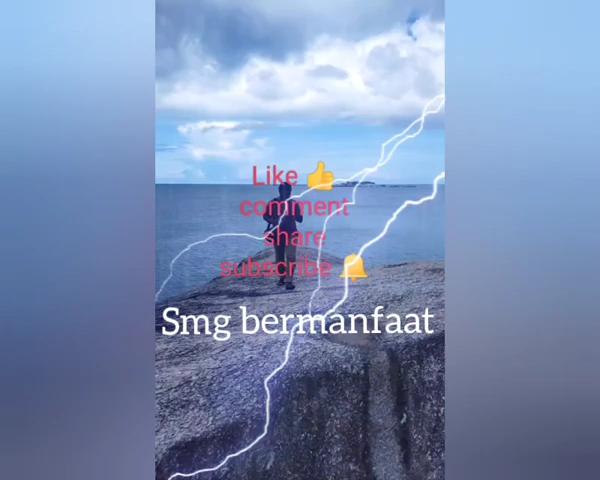 Like 👍
comment
share
subscribe 🔔
Smg bermanfaat